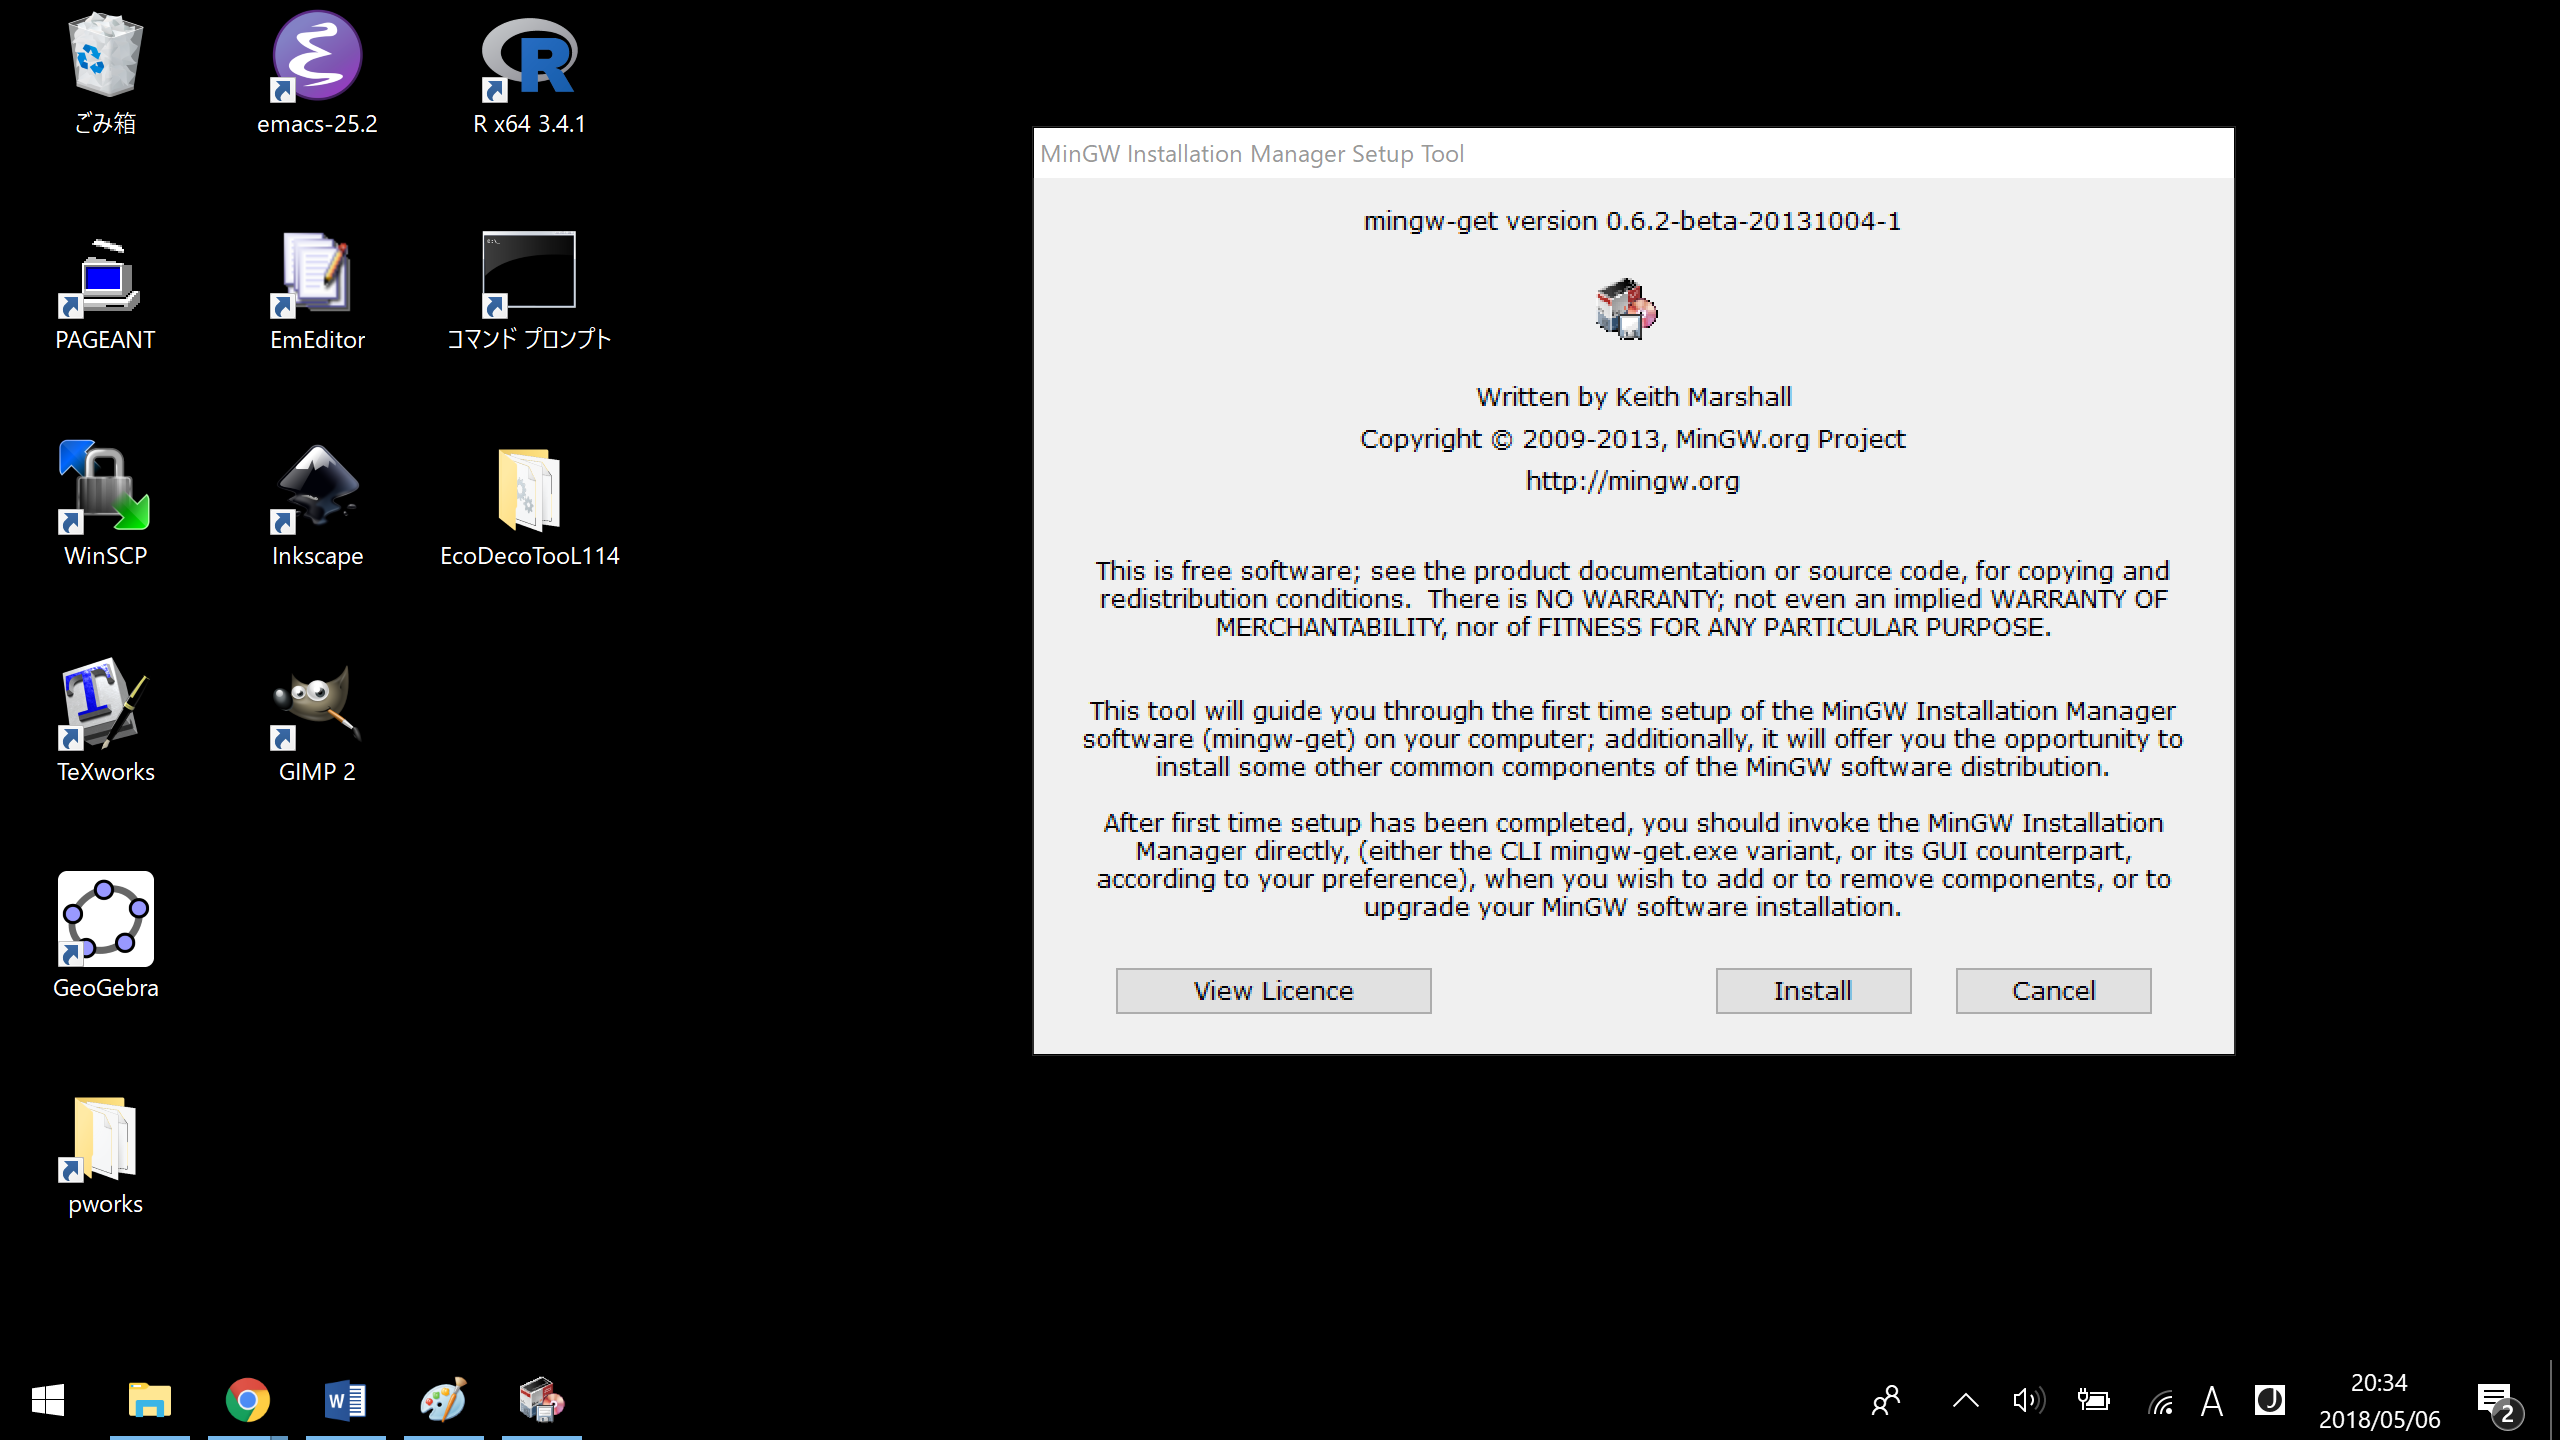 ごみ箱
emacs-25.2
R x64 3.4.1
PAGEANT
EmEditor
コマンド プロンプト
WinSCP
Inkscape
EcoDecoTooL114
TeXworks
GIMP 2
GeoGebra
pworks
MinGW Installation Manager Setup Tool
mingw-get version 0.6.2-beta-20131004-1
Written by Keith Marshall
Copyright © 2009-2013, MinGW.org Project
http://mingw.org
This is free software; see the product documentation or source code, for copying and
redistribution conditions.  There is NO WARRANTY; not even an implied WARRANTY OF
MERCHANTABILITY, nor of FITNESS FOR ANY PARTICULAR PURPOSE.
This tool will guide you through the first time setup of the MinGW Installation Manager
software (mingw-get) on your computer; additionally, it will offer you the opportunity to
install some other common components of the MinGW software distribution.
After first time setup has been completed, you should invoke the MinGW Installation
Manager directly, (either the CLI mingw-get.exe variant, or its GUI counterpart,
according to your preference), when you wish to add or to remove components, or to
upgrade your MinGW software installation.
View Licence
Install
Cancel
A
J
20:34
2018/05/06
2